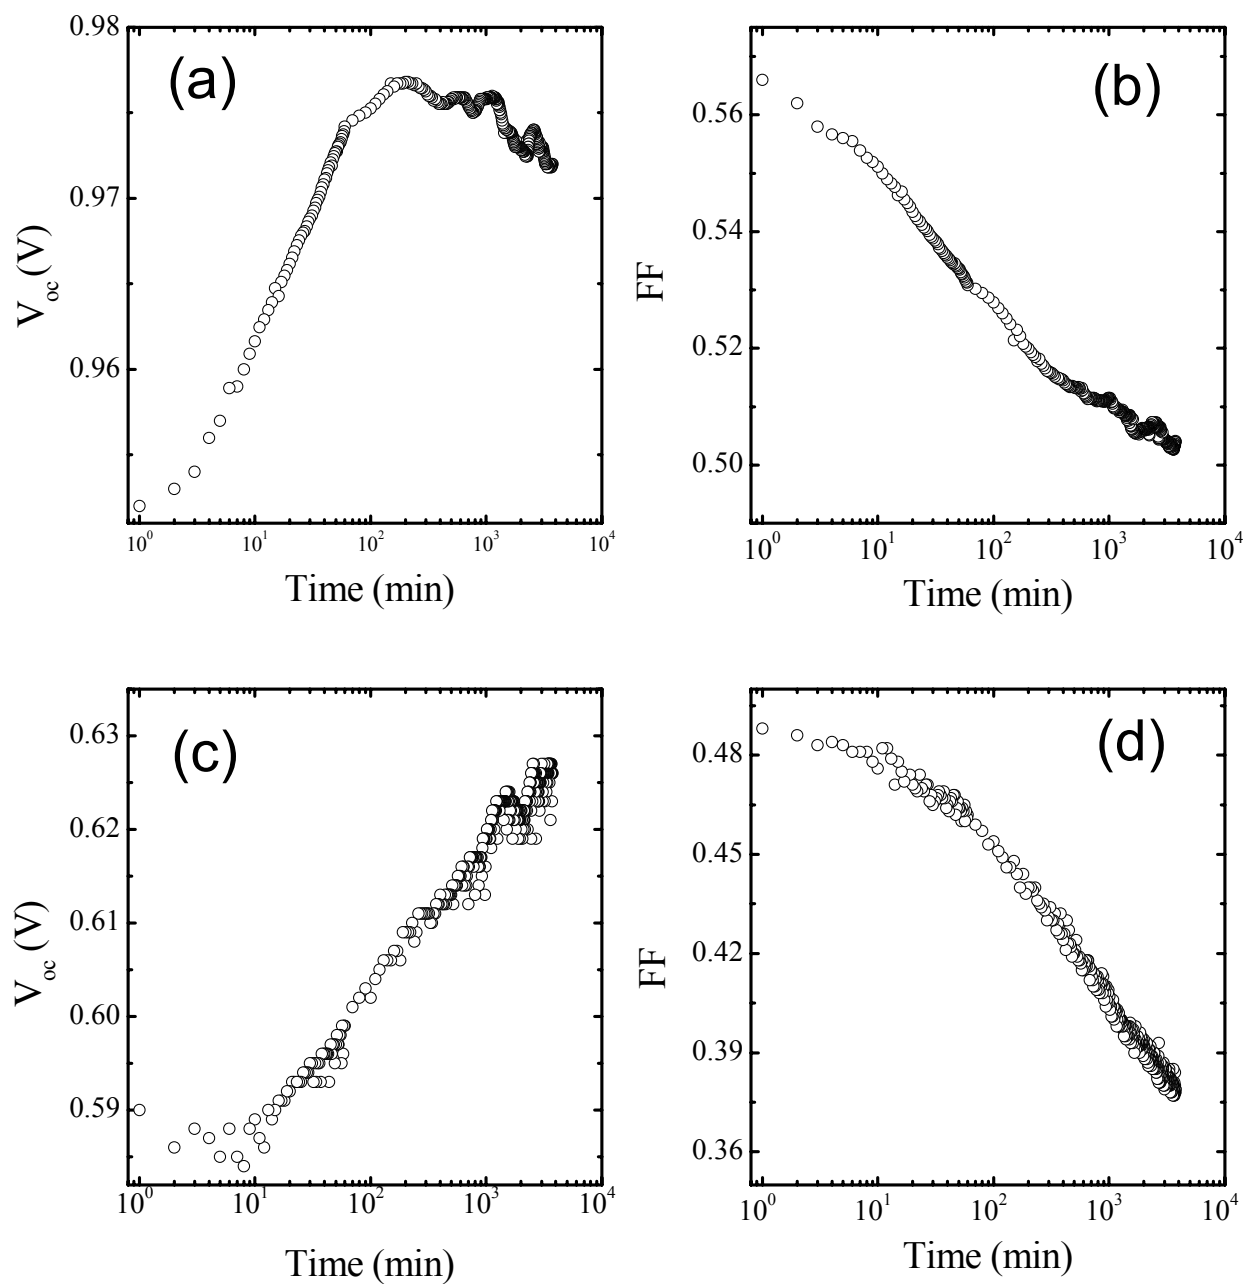 (a)
0.98
0.97
0.96
V_oc (V)
10^0 10^1 10^2 10^3 10^4
Time (min)
(b)
0.56
0.54
0.52
0.50
FF
10^0 10^1 10^2 10^3 10^4
Time (min)
(c)
0.63
0.62
0.61
0.60
0.59
V_oc (V)
10^0 10^1 10^2 10^3 10^4
Time (min)
(d)
0.48
0.45
0.42
0.39
0.36
FF
10^0 10^1 10^2 10^3 10^4
Time (min)